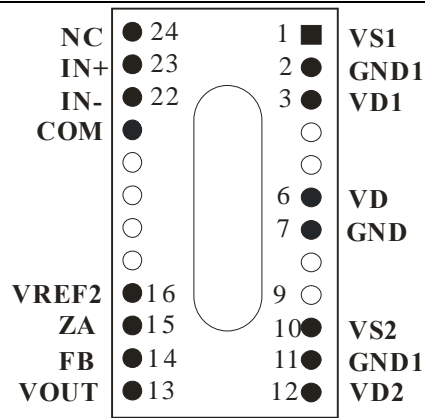 NC 24 1 VS1
IN+ 23 2 GND1
IN- 22 3 VD1
COM
6 VD
7 GND
VREF2 16 9
ZA 15 10 VS2
FB 14 11 GND1
VOUT 13 12 VD2